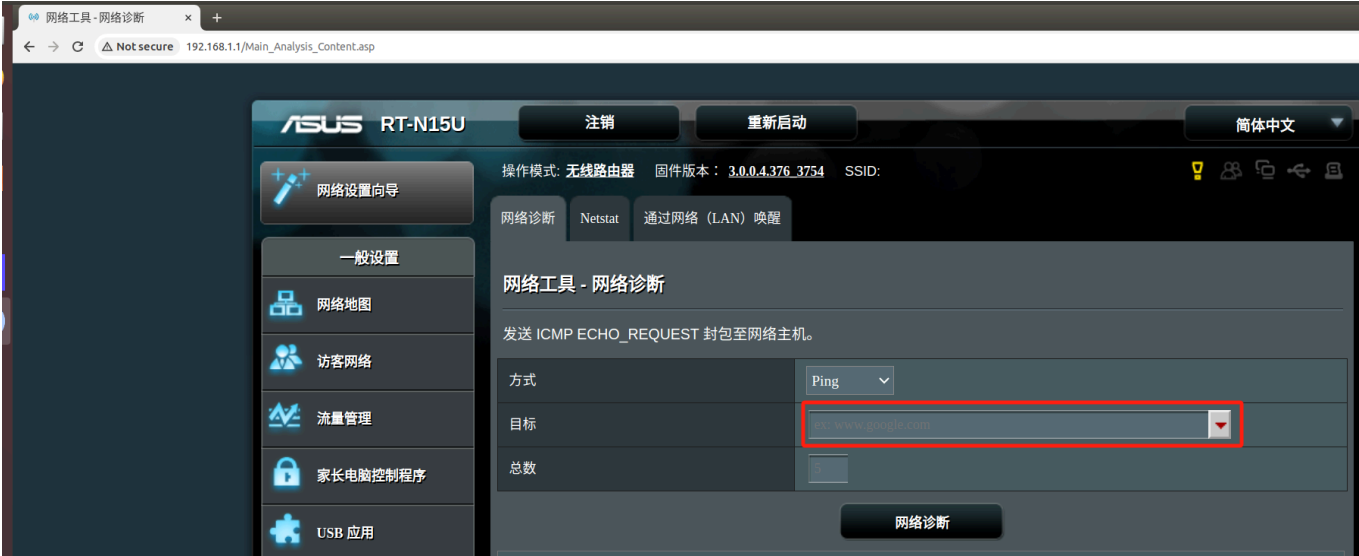 网络工具 - 网络诊断
Not secure 192.168.1.1/Main_Analysis_Content.asp
ASUS RT-N15U 注销 重新启动 简体中文
操作模式: 无线路由器 固件版本： 3.0.0.4.376_3754 SSID:
网络设置向导
网络诊断 Netstat 通过网络（LAN）唤醒
一般设置
网络工具 - 网络诊断
网络地图
发送 ICMP ECHO_REQUEST 封包至网络主机。
访客网络
方式 Ping
流量管理
目标 ex: www.google.com
家长电脑控制程序
总数 5
USB 应用
网络诊断